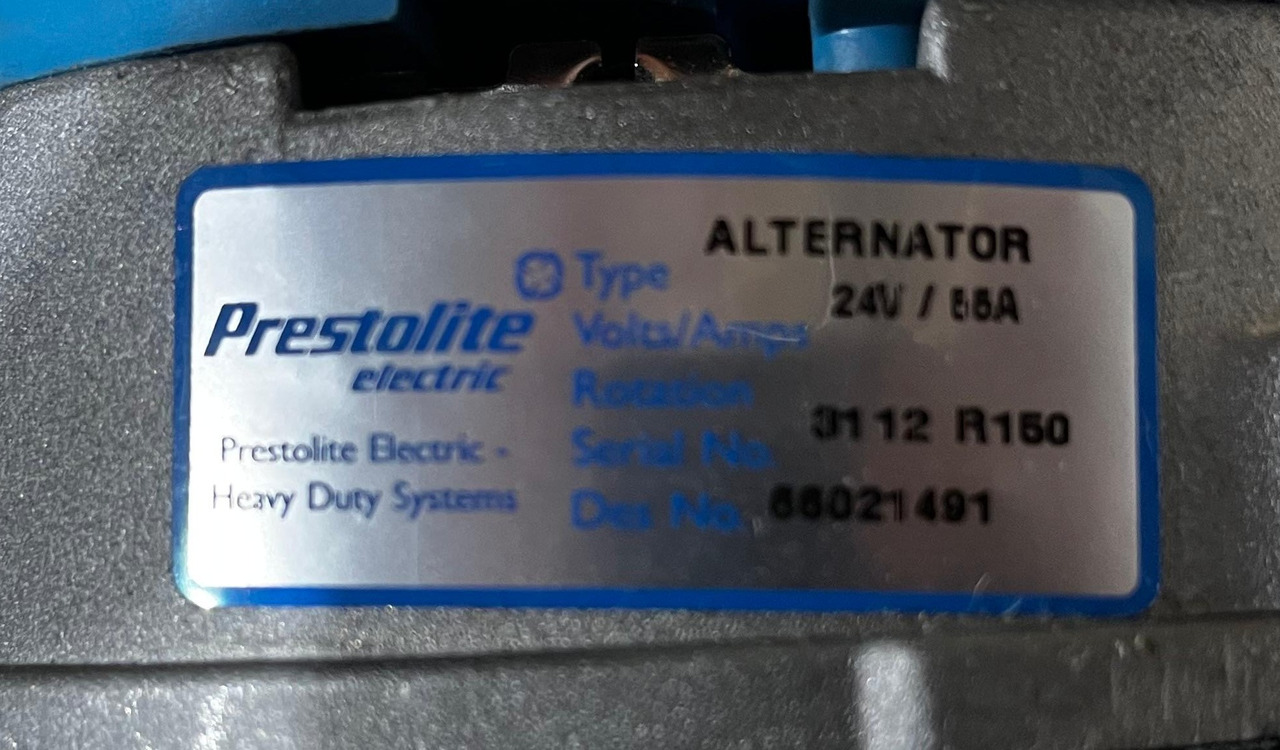 ALTERNATOR
Type
24V / 55A
Volts/Amps
Prestolite
electric
Rotation
3112 R150
Serial No.
Prestolite Electric -
Heavy Duty Systems
Des No. 66021491